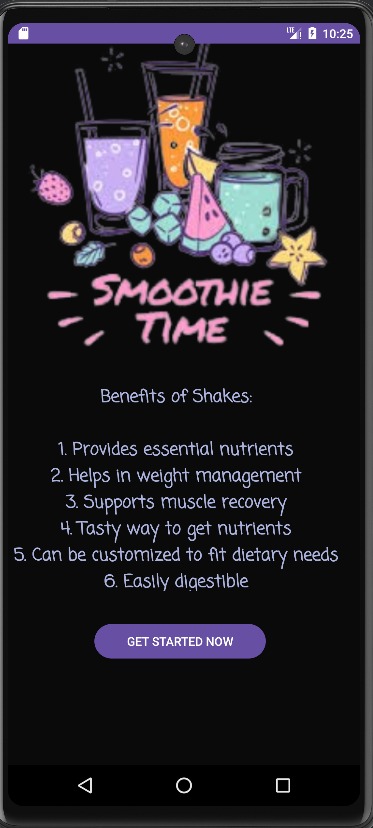 LTE 10:25
SMOOTHIE
TIME
Benefits of Shakes:
1. Provides essential nutrients
2. Helps in weight management
3. Supports muscle recovery
4. Tasty way to get nutrients
5. Can be customized to fit dietary needs
6. Easily digestible
GET STARTED NOW